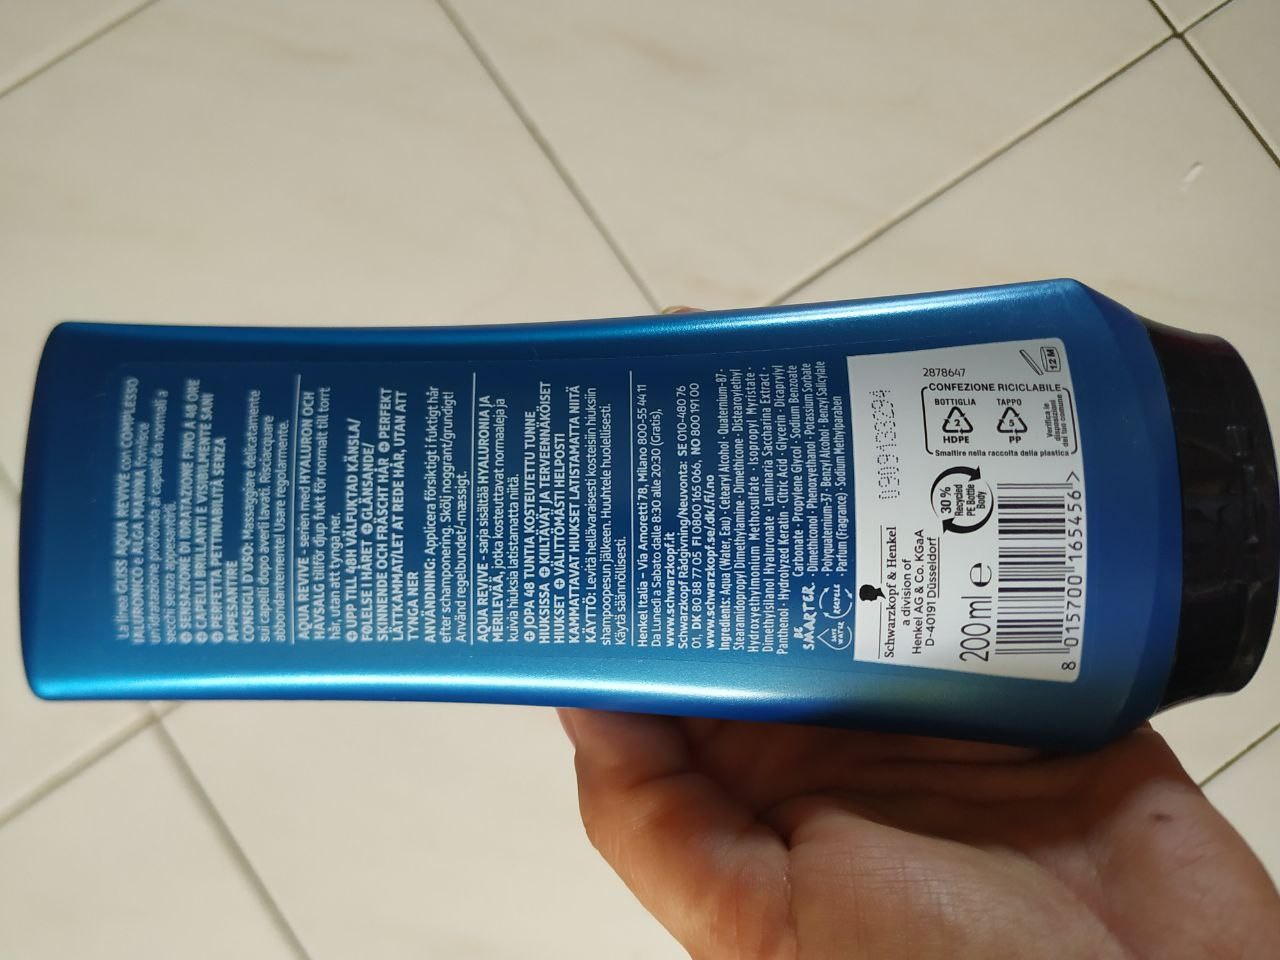 La linea GLISS AQUA REVIVE con COMPLESSO
IALURONICO e ALGA MARINA fornisce
un'idratazione profonda ai capelli da normali a
secchi senza appesantirli.
SENSAZIONE DI IDRATAZIONE FINO A 48 ORE
CAPELLI BRILLANTI E VISIBILMENTE SANI
PERFETTA PETTINABILITÀ SENZA
APPESANTIRE
CONSIGLI D'USO: Massaggiare delicatamente
sui capelli dopo averli lavati. Risciacquare
abbondantemente! Usare regolarmente.
AQUA REVIVE - serien med HYALURON OCH
HAVSALG tillför djup fukt för normalt till torrt
hår, utan att tynga ner.
UPP TILL 48H VÄLFUKTAD KÄNSLA/
FØLELSE I HÅRET GLÄNSANDE/
SKINNENDE OCH FRÄSCHT HÅR PERFEKT
LÄTTKAMMAT/LET AT REDE HÅR, UTAN ATT
TYNGA NER
ANVÄNDNING: Applicera försiktigt i fuktigt hår
efter schamponering. Skölj noggrant/grundigt!
Använd regelbundet/-mæssigt.
AQUA REVIVE - sarja sisältää HYALURONIA JA
MERILEVÄÄ, jotka kosteuttavat normaaleja ja
kuivia hiuksia latistamatta niitä.
JOPA 48 TUNTIA KOSTEUTETTU TUNNE
HIUKSISSA KIILTÄVÄT JA TERVEENNÄKÖISET
HIUKSET VÄLITTÖMÄSTI HELPOSTI
KAMMATTAVAT HIUKSET LATISTAMATTA NIITÄ
KÄYTTÖ: Levitä hellävaraisesti kosteisiin hiuksiin
shampoopesun jälkeen. Huuhtele huolellisesti.
Käytä säännöllisesti.
Henkel Italia - Via Amoretti 78, Milano 800-55 44 11
Da Lunedì a Sabato dalle 8:30 alle 20:30 (Gratis),
www.schwarzkopf.it
Schwarzkopf Rådgivning/Neuvonta: SE 010-480 76
01, DK 80 88 77 05 FI 0800 165 006, NO 800 191 00
www.schwarzkopf.se/.dk/.fi/.no
Ingredients: Aqua (Water, Eau) · Cetearyl Alcohol · Quaternium-87 ·
Stearamidopropyl Dimethylamine · Dimethicone · Distearoylethyl
Hydroxyethylmonium Methosulfate · Isopropyl Myristate ·
Dimethylsilanol Hyaluronate · Laminaria Saccharina Extract ·
Panthenol · Hydrolyzed Keratin · Citric Acid · Glycerin · Dicaprylyl
Carbonate · Propylene Glycol · Sodium Benzoate
· Dimethiconol · Phenoxyethanol · Potassium Sorbate
· Polyquaternium-37 · Benzyl Alcohol · Benzyl Salicylate
· Parfum (Fragrance) · Sodium Methylparaben
BE
SMARTER
SAVE
WATER
RECYCLE
Schwarzkopf & Henkel
a division of
Henkel AG & Co. KGaA
D-40191 Düsseldorf
200 ml e
30 %
Recycled
PE Bottle
Body
8 015700 165456 >
2878647
12 M
CONFEZIONE RICICLABILE
BOTTIGLIA
2
HDPE
TAPPO
5
PP
Verifica le
disposizioni
del tuo comune
Smaltire nella raccolta della plastica